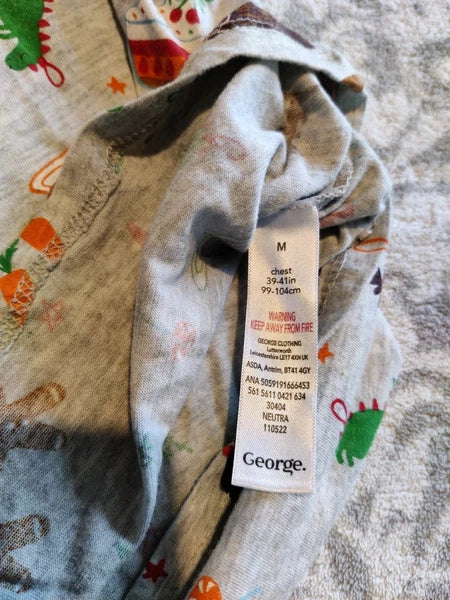 M
chest
39-41in
99-104cm
WARNING
KEEP AWAY FROM FIRE
GEORGE CLOTHING
Lutterworth
Leicestershire LE17 4XH UK
ASDA, Antrim, BT41 4GY
ANA 5059191666453
561 5611 0421 634
30404
NEUTRA
110522
George.